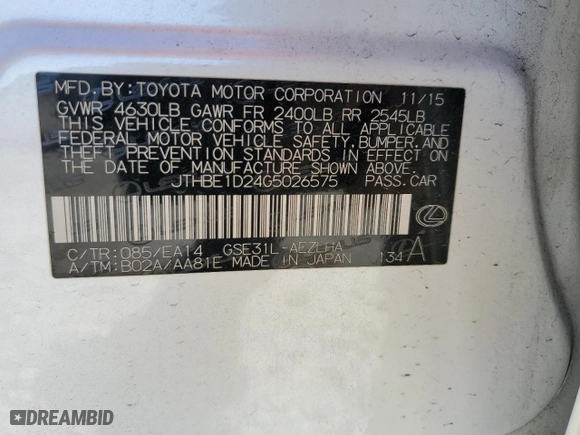 MFD. BY: TOYOTA MOTOR CORPORATION 11/15
GVWR 4630LB GAWR FR 2400LB RR 2545LB
THIS VEHICLE CONFORMS TO ALL APPLICABLE
FEDERAL MOTOR VEHICLE SAFETY, BUMPER, AND
THEFT PREVENTION STANDARDS IN EFFECT ON
THE DATE OF MANUFACTURE SHOWN ABOVE.
JTHBE1D24G5026575 PASS. CAR
C/TR: 085/EA14 GSE31L-AEZLHA
A/TM: B02A/AA81E MADE IN JAPAN 134 A
DREAMBID